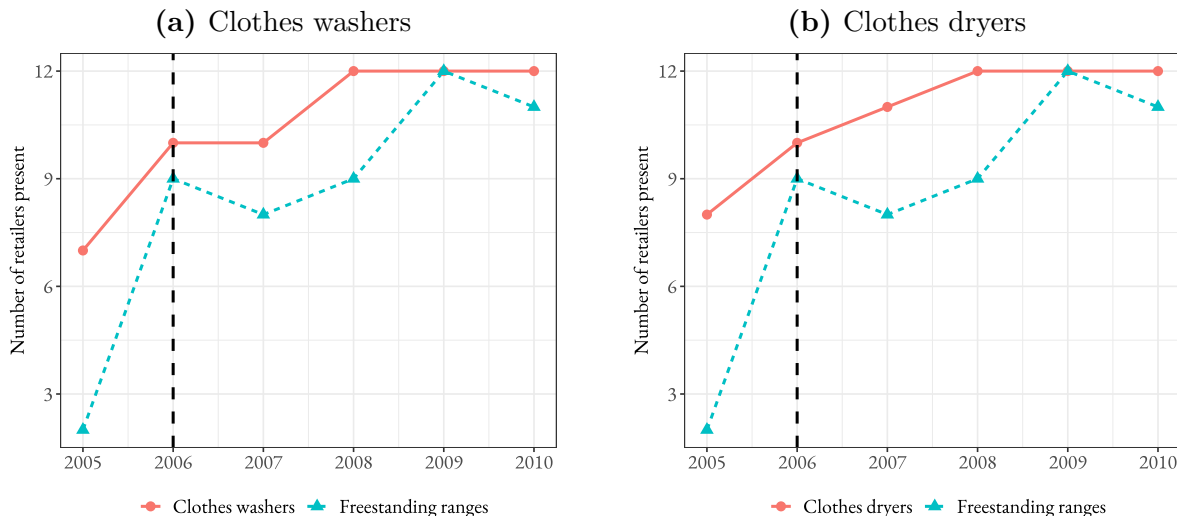 (a) Clothes washers
(b) Clothes dryers
Number of retailers present
12
9
6
3
2005 2006 2007 2008 2009 2010
Clothes washers Freestanding ranges
Number of retailers present
12
9
6
3
2005 2006 2007 2008 2009 2010
Clothes dryers Freestanding ranges